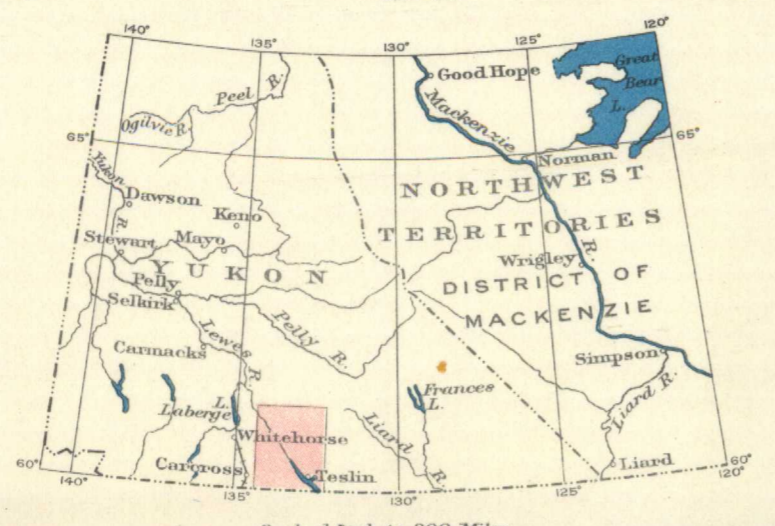 140°
135°
130°
125°
120°
Good Hope
Great
Bear
L.
Peel R.
Mackenzie
Ogilvie R.
65°
65°
Norman
Yukon
R.
NORTHWEST
Dawson
Keno
TERRITORIES
Stewart
Mayo
R.
Wrigley
YUKON
DISTRICT OF
Pelly
Selkirk
MACKENZIE
Pelly R.
Lewes R.
Carmacks
Simpson
Frances
L.
Liard R.
L.
Laberge
Liard
R.
Whitehorse
Carcross
Teslin
Liard
60°
60°
140°
135°
130°
125°
120°